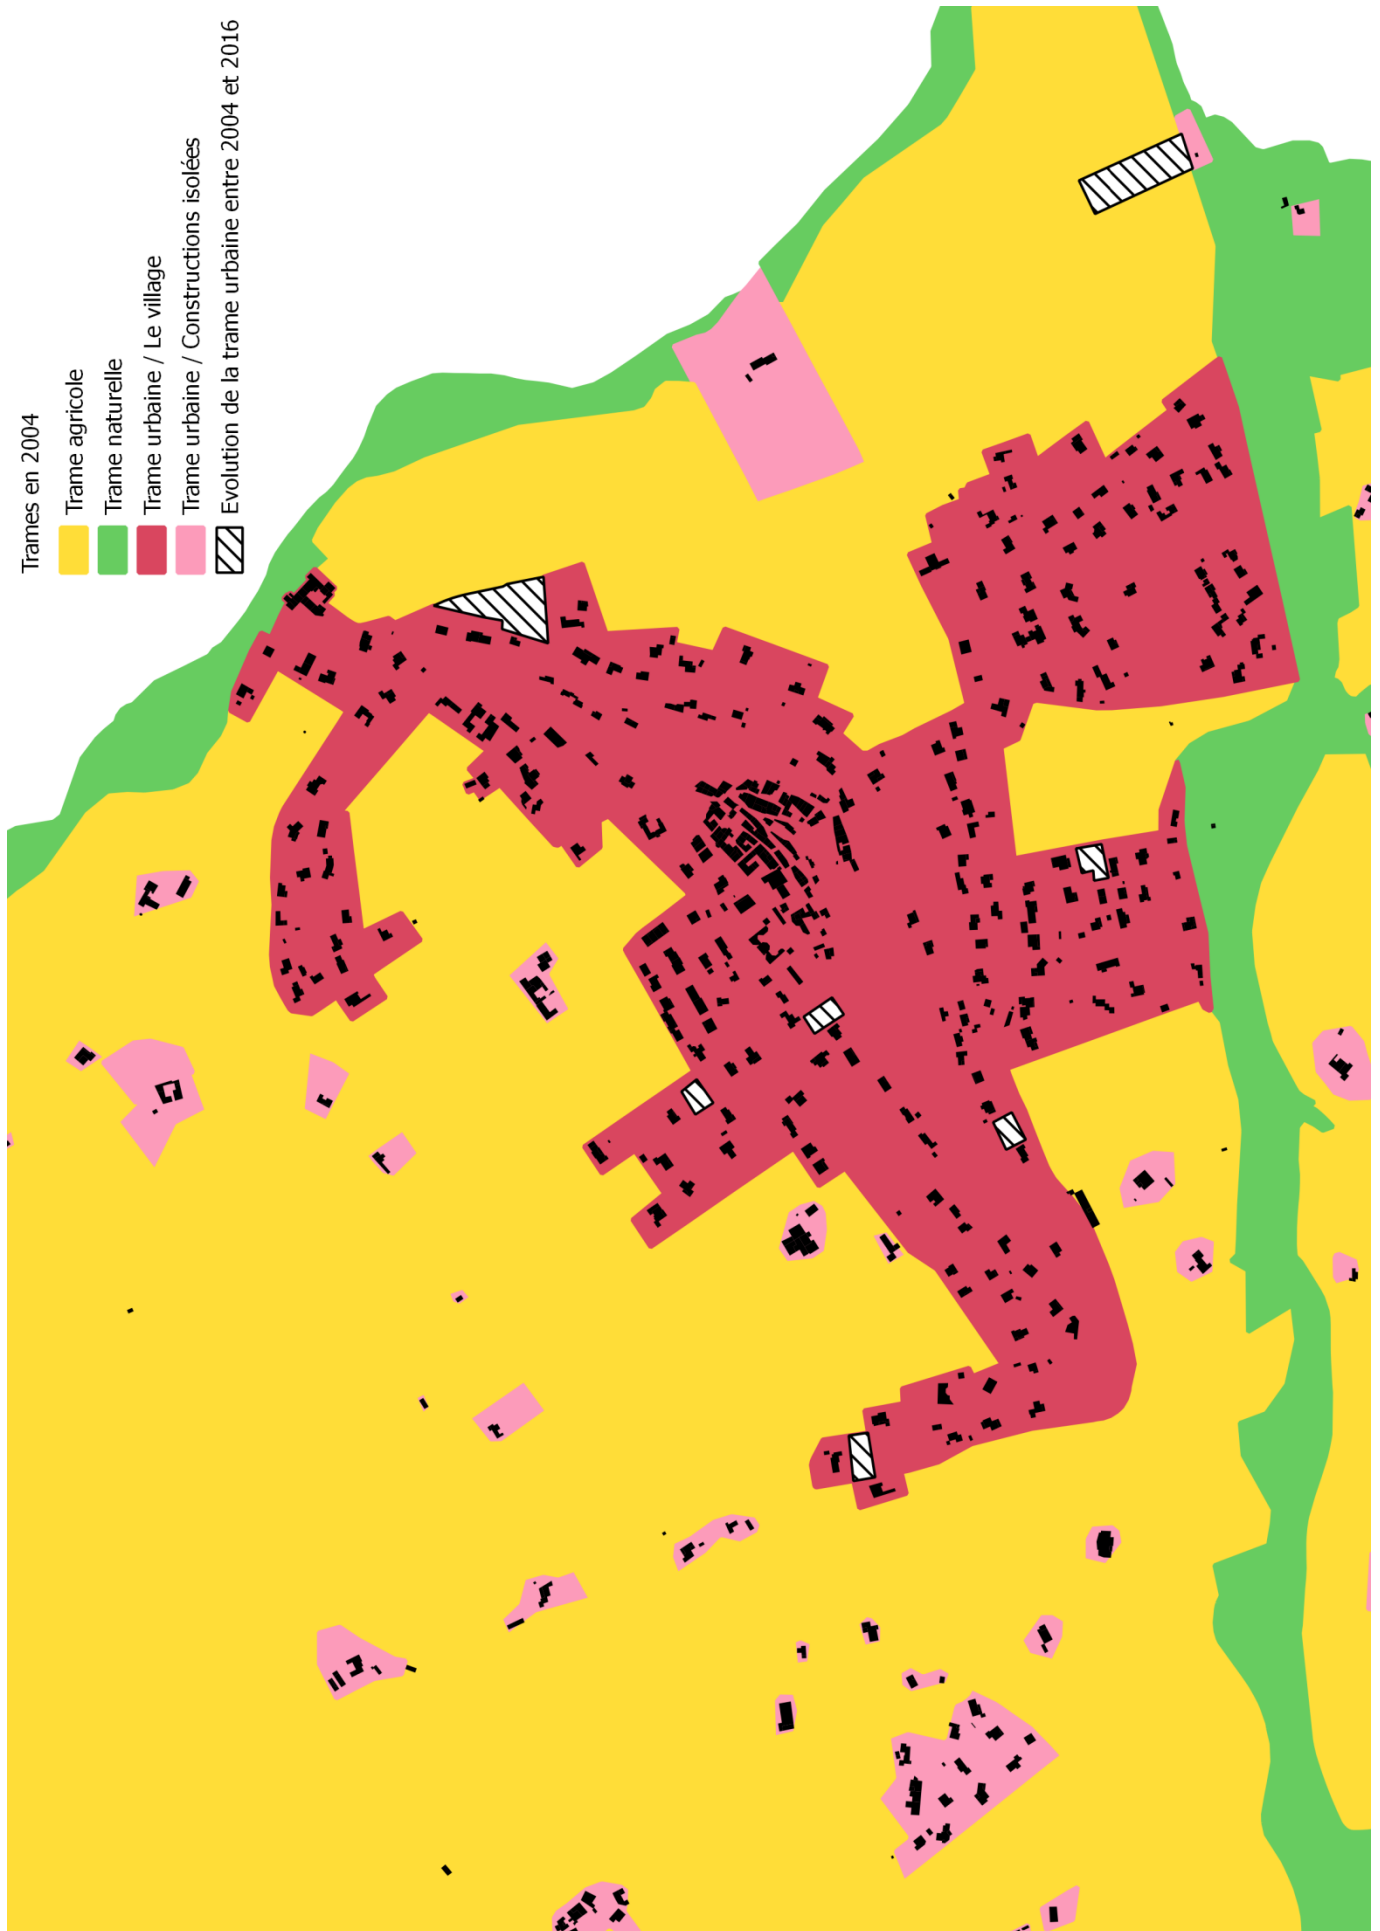 Trames en 2004
Trame agricole
Trame naturelle
Trame urbaine / Le village
Trame urbaine / Constructions isolées
Evolution de la trame urbaine entre 2004 et 2016